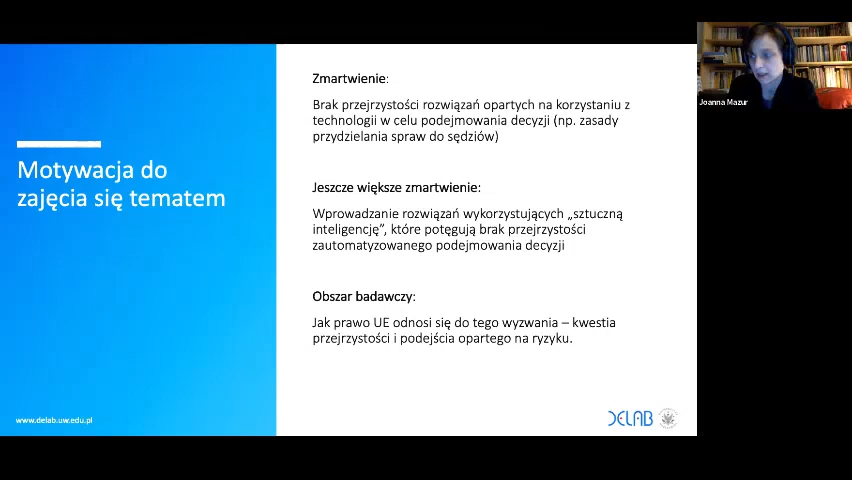 Motywacja do
zajęcia się tematem
Zmartwienie:
Brak przejrzystości rozwiązań opartych na korzystaniu z
technologii w celu podejmowania decyzji (np. zasady
przydzielania spraw do sędziów)
Jeszcze większe zmartwienie:
Wprowadzanie rozwiązań wykorzystujących „sztuczną
inteligencję”, które potęgują brak przejrzystości
zautomatyzowanego podejmowania decyzji
Obszar badawczy:
Jak prawo UE odnosi się do tego wyzwania – kwestia
przejrzystości i podejścia opartego na ryzyku.
www.delab.uw.edu.pl
DELAB
Joanna Mazur